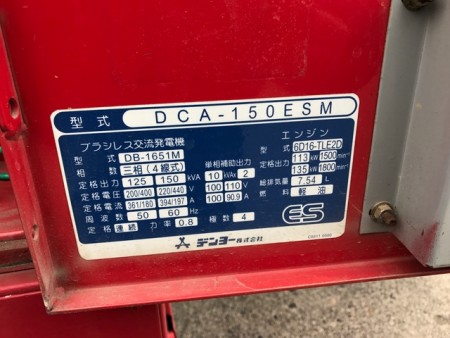 型式 DCA-150ESM
ブラシレス交流発電機 エンジン
型式 DB-1651M 単相補助出力 型式 6D16-TLE2D
相数 三相(4線式) 10 kVA× 2 定格出力 113 kW 1500 min⁻¹
定格出力 125 150 kVA 135 kW 1800 min⁻¹
定格電圧 200/400 220/440 V 100 110 V 総排気量 7.54 L
定格電流 361/180 394/197 A 100 90.9 A 燃料 軽油
周波数 50 60 Hz
定格 連続 力率 0.8 極数 4 ES
デンヨー株式会社